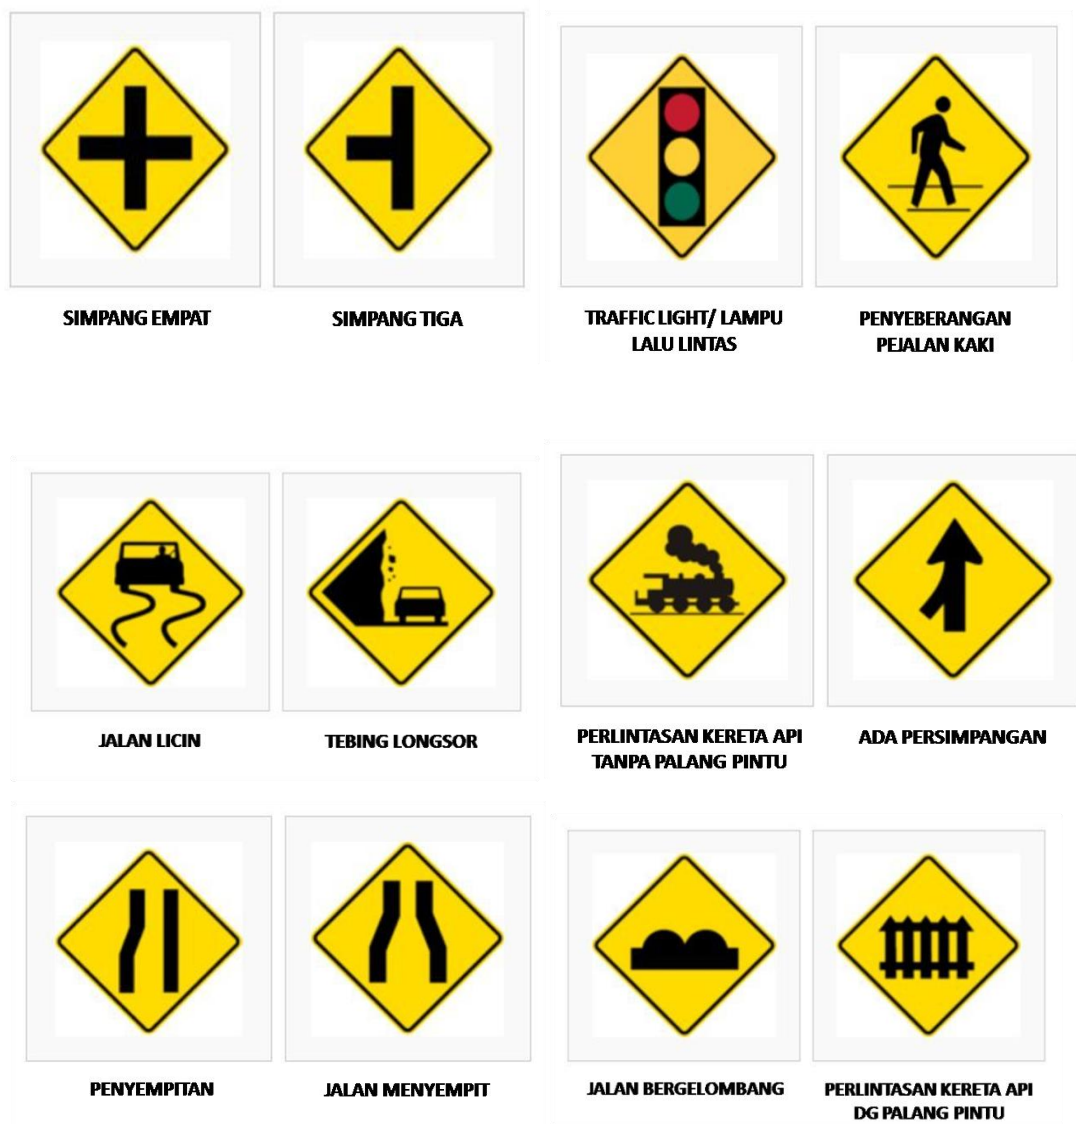 SIMPANG EMPAT
SIMPANG TIGA
TRAFFIC LIGHT/ LAMPU
LALU LINTAS
PENYEBERANGAN
PEJALAN KAKI
JALAN LICIN
TEBING LONGSOR
PERLINTASAN KERETA API
TANPA PALANG PINTU
ADA PERSIMPANGAN
PENYEMPITAN
JALAN MENYEMPIT
JALAN BERGELOMBANG
PERLINTASAN KERETA API
DG PALANG PINTU